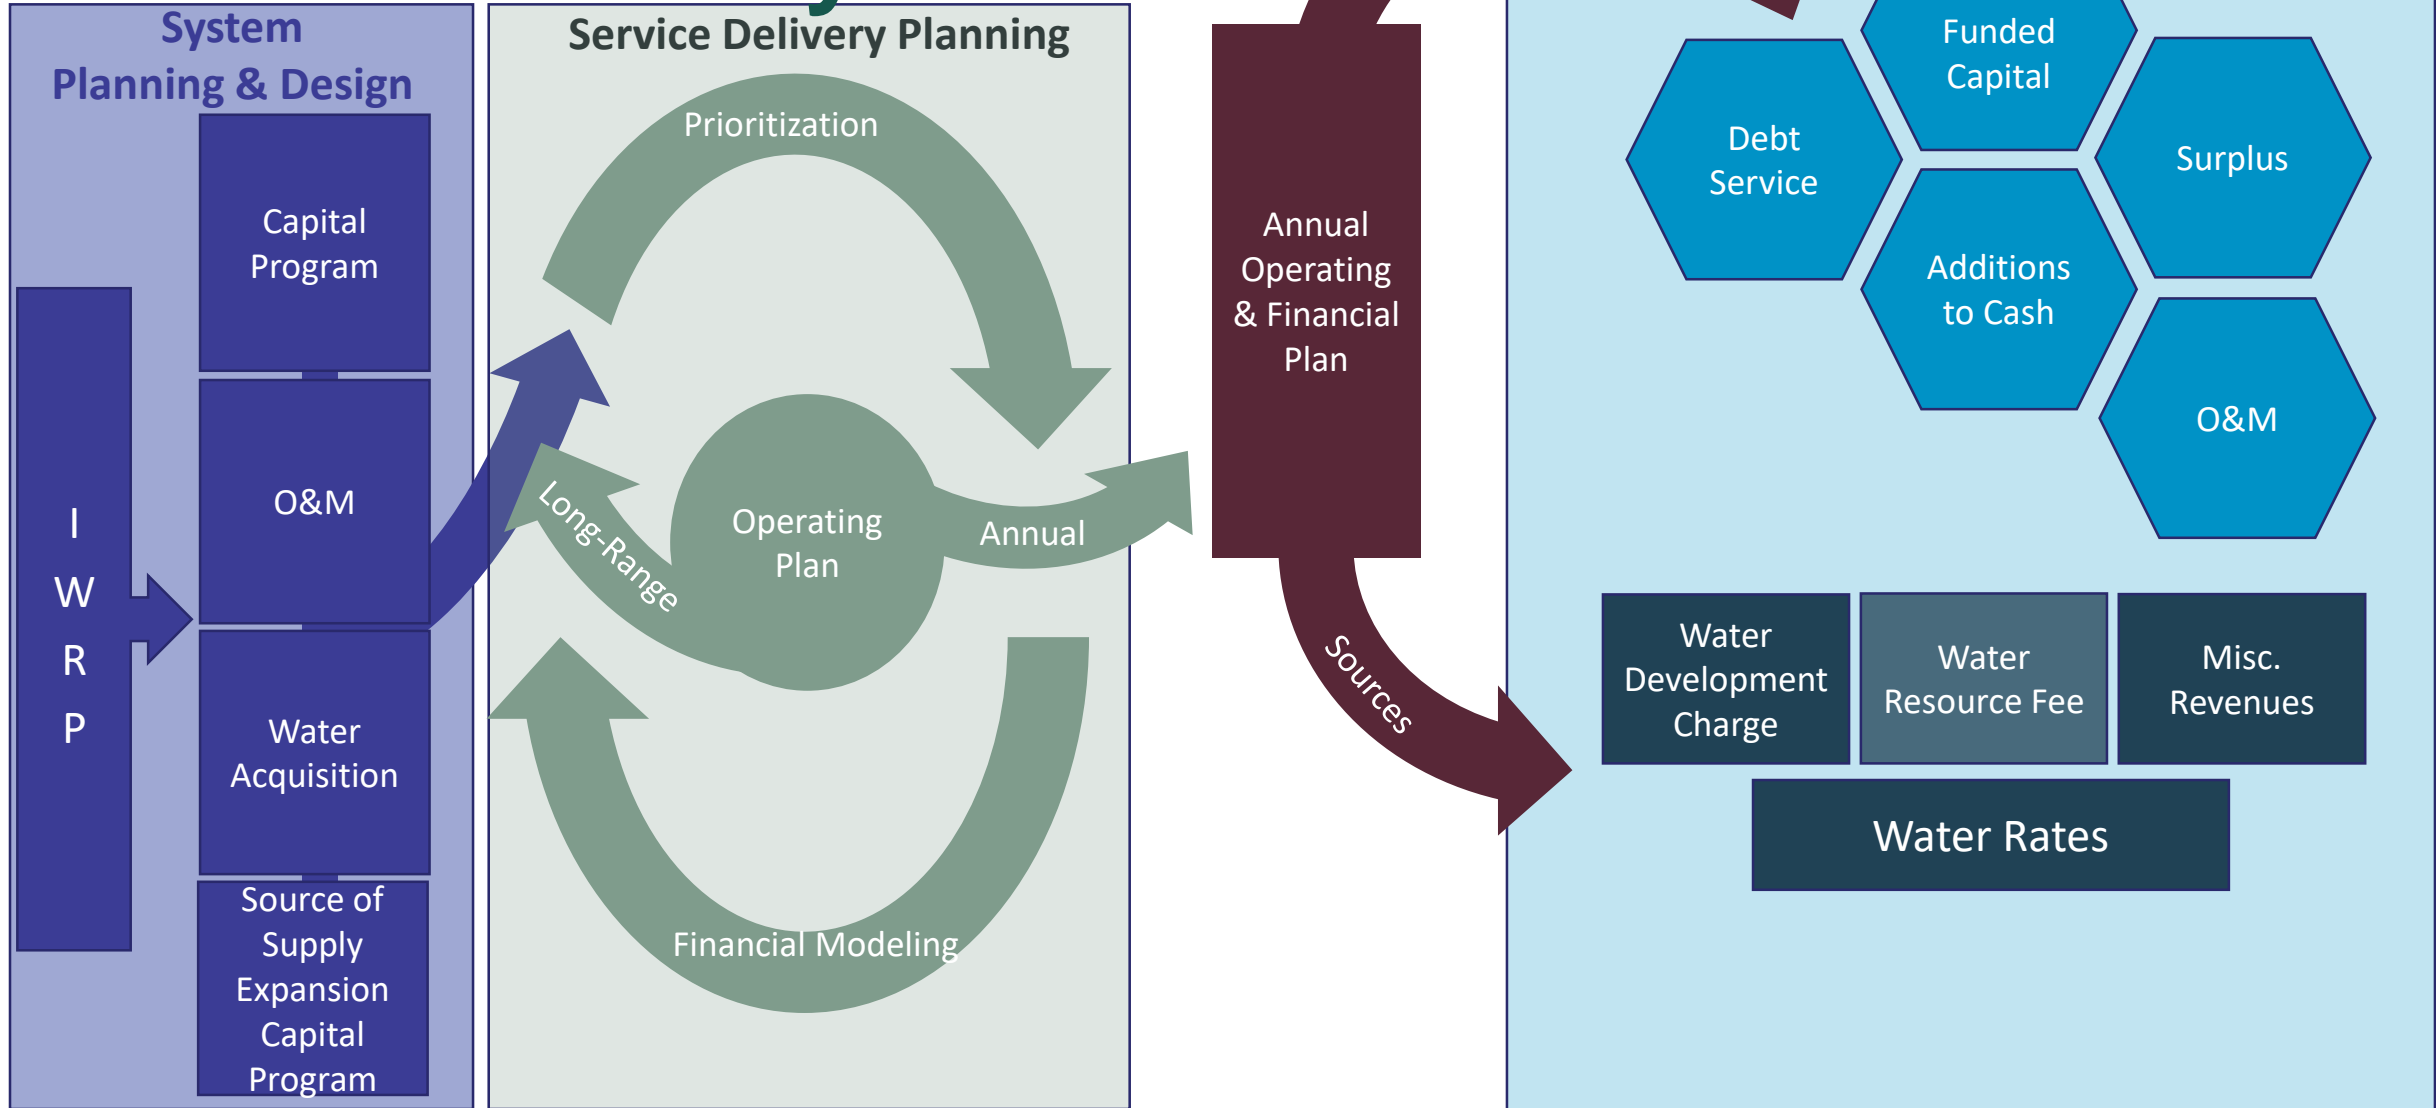 System
Planning & Design
Capital
Program
I
W
R
P
O&M
Water
Acquisition
Source of
Supply
Expansion
Capital
Program
Service Delivery Planning
Prioritization
Long-Range
Operating
Plan
Annual
Financial Modeling
Annual
Operating
& Financial
Plan
Sources
Funded
Capital
Debt
Service
Surplus
Additions
to Cash
O&M
Water
Development
Charge
Water
Resource Fee
Misc.
Revenues
Water Rates